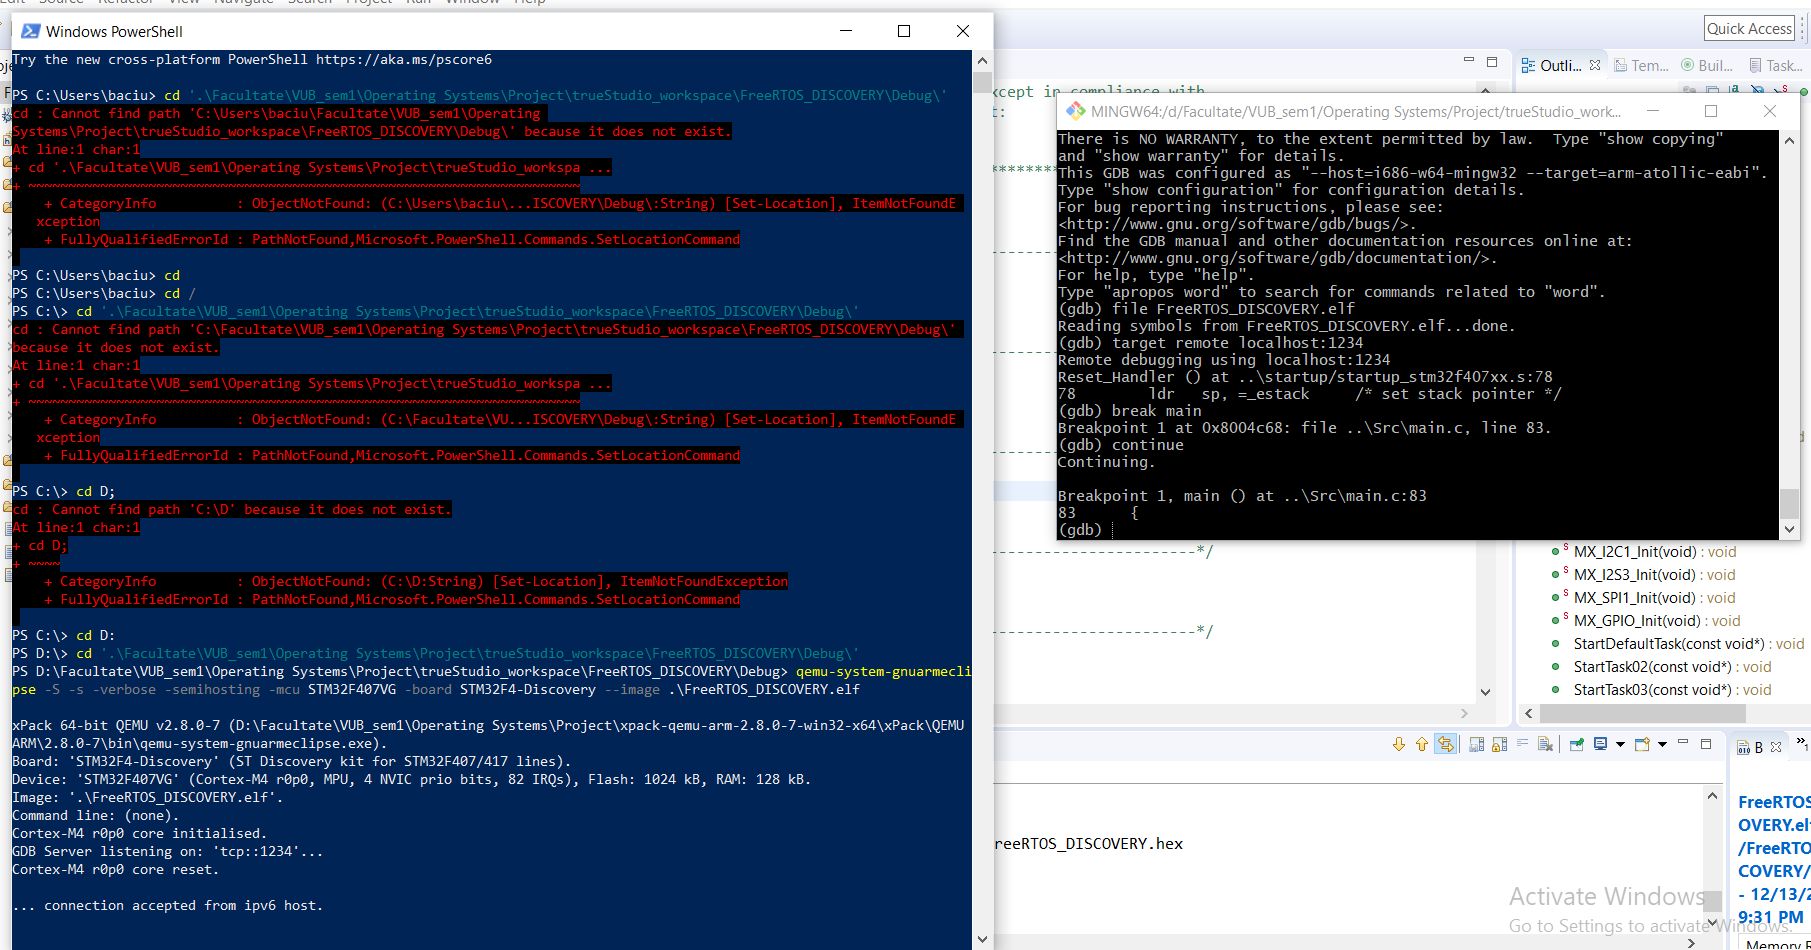 Edit Source Refactor View Navigate Search Project Run Window Help
Windows PowerShell
Try the new cross-platform PowerShell https://aka.ms/pscore6
PS C:\Users\baciu> cd '.\Facultate\VUB_sem1\Operating Systems\Project\trueStudio_workspace\FreeRTOS_DISCOVERY\Debug\'
cd : Cannot find path 'C:\Users\baciu\Facultate\VUB_sem1\Operating
Systems\Project\trueStudio_workspace\FreeRTOS_DISCOVERY\Debug\' because it does not exist.
At line:1 char:1
+ cd '.\Facultate\VUB_sem1\Operating Systems\Project\trueStudio_workspa ...
+ ~~~~~~~~~~~~~~~~~~~~~~~~~~~~~~~~~~~~~~~~~~~~~~~~~~~~~~~~~~~~~~~~~~~~~
+ CategoryInfo : ObjectNotFound: (C:\Users\baciu\...ISCOVERY\Debug\:String) [Set-Location], ItemNotFoundE
xception
+ FullyQualifiedErrorId : PathNotFound,Microsoft.PowerShell.Commands.SetLocationCommand
PS C:\Users\baciu> cd
PS C:\Users\baciu> cd /
PS C:\> cd '.\Facultate\VUB_sem1\Operating Systems\Project\trueStudio_workspace\FreeRTOS_DISCOVERY\Debug\'
cd : Cannot find path 'C:\Facultate\VUB_sem1\Operating Systems\Project\trueStudio_workspace\FreeRTOS_DISCOVERY\Debug\'
because it does not exist.
At line:1 char:1
+ cd '.\Facultate\VUB_sem1\Operating Systems\Project\trueStudio_workspa ...
+ ~~~~~~~~~~~~~~~~~~~~~~~~~~~~~~~~~~~~~~~~~~~~~~~~~~~~~~~~~~~~~~~~~~~~~
+ CategoryInfo : ObjectNotFound: (C:\Facultate\VU...ISCOVERY\Debug\:String) [Set-Location], ItemNotFoundE
xception
+ FullyQualifiedErrorId : PathNotFound,Microsoft.PowerShell.Commands.SetLocationCommand
PS C:\> cd D;
cd : Cannot find path 'C:\D' because it does not exist.
At line:1 char:1
+ cd D;
+ ~~~~
+ CategoryInfo : ObjectNotFound: (C:\D:String) [Set-Location], ItemNotFoundException
+ FullyQualifiedErrorId : PathNotFound,Microsoft.PowerShell.Commands.SetLocationCommand
PS C:\> cd D:
PS D:\> cd '.\Facultate\VUB_sem1\Operating Systems\Project\trueStudio_workspace\FreeRTOS_DISCOVERY\Debug\'
PS D:\Facultate\VUB_sem1\Operating Systems\Project\trueStudio_workspace\FreeRTOS_DISCOVERY\Debug> qemu-system-gnuarmecli
pse -S -s -verbose -semihosting -mcu STM32F407VG -board STM32F4-Discovery --image .\FreeRTOS_DISCOVERY.elf
xPack 64-bit QEMU v2.8.0-7 (D:\Facultate\VUB_sem1\Operating Systems\Project\xpack-qemu-arm-2.8.0-7-win32-x64\xPack\QEMU
ARM\2.8.0-7\bin\qemu-system-gnuarmeclipse.exe).
Board: 'STM32F4-Discovery' (ST Discovery kit for STM32F407/417 lines).
Device: 'STM32F407VG' (Cortex-M4 r0p0, MPU, 4 NVIC prio bits, 82 IRQs), Flash: 1024 kB, RAM: 128 kB.
Image: '.\FreeRTOS_DISCOVERY.elf'.
Command line: (none).
Cortex-M4 r0p0 core initialised.
GDB Server listening on: 'tcp::1234'...
Cortex-M4 r0p0 core reset.
... connection accepted from ipv6 host.
Quick Access
Outli... Tem... Buil... Task...
except in compliance with
MINGW64:/d/Facultate/VUB_sem1/Operating Systems/Project/trueStudio_work...
There is NO WARRANTY, to the extent permitted by law. Type "show copying"
and "show warranty" for details.
This GDB was configured as "--host=i686-w64-mingw32 --target=arm-atollic-eabi".
Type "show configuration" for configuration details.
For bug reporting instructions, please see:
<http://www.gnu.org/software/gdb/bugs/>.
Find the GDB manual and other documentation resources online at:
<http://www.gnu.org/software/gdb/documentation/>.
For help, type "help".
Type "apropos word" to search for commands related to "word".
(gdb) file FreeRTOS_DISCOVERY.elf
Reading symbols from FreeRTOS_DISCOVERY.elf...done.
(gdb) target remote localhost:1234
Remote debugging using localhost:1234
Reset_Handler () at ..\startup/startup_stm32f407xx.s:78
78 ldr sp, =_estack /* set stack pointer */
(gdb) break main
Breakpoint 1 at 0x8004c68: file ..\Src\main.c, line 83.
(gdb) continue
Continuing.
Breakpoint 1, main () at ..\Src\main.c:83
83 {
(gdb)
MX_I2C1_Init(void) : void
MX_I2S3_Init(void) : void
MX_SPI1_Init(void) : void
MX_GPIO_Init(void) : void
StartDefaultTask(const void*) : void
StartTask02(const void*) : void
StartTask03(const void*) : void
-----------------------*/
-----------------------*/
reeRTOS_DISCOVERY.hex
B
FreeRTOS
OVERY.el
/FreeRTO
COVERY/
- 12/13/2
9:31 PM
Memory R
Activate Windows
Go to Settings to activate Windows.